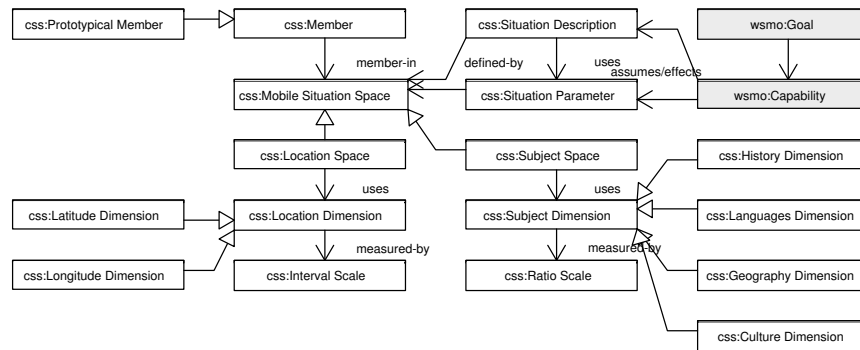 css:Prototypical Member
css:Member
css:Situation Description
wsmo:Goal
member-in
defined-by
uses
assumes/effects
css:Mobile Situation Space
css:Situation Parameter
wsmo:Capability
css:Location Space
css:Subject Space
css:History Dimension
uses
uses
css:Latitude Dimension
css:Location Dimension
css:Subject Dimension
css:Languages Dimension
measured-by
measured-by
css:Longitude Dimension
css:Interval Scale
css:Ratio Scale
css:Geography Dimension
css:Culture Dimension